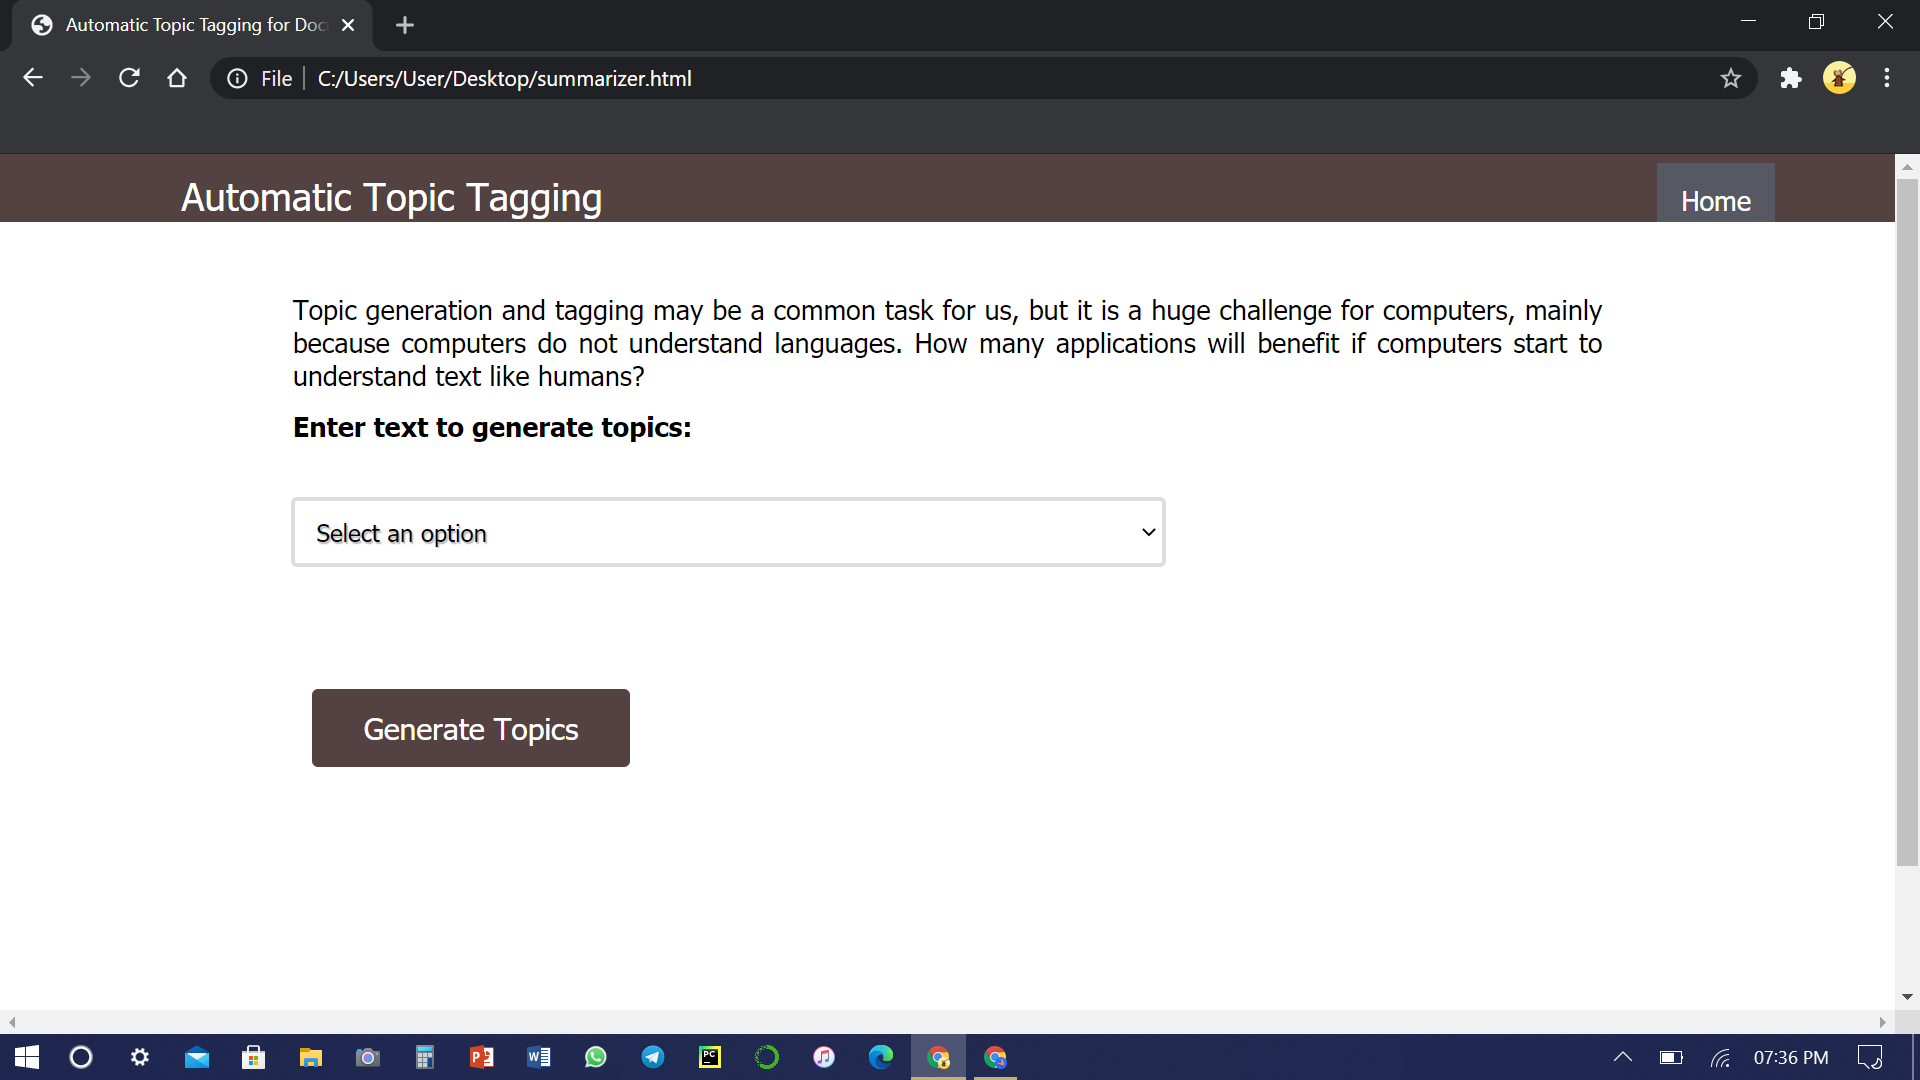 Automatic Topic Tagging for Doc
File
C:/Users/User/Desktop/summarizer.html
Automatic Topic Tagging
Home
Topic generation and tagging may be a common task for us, but it is a huge challenge for computers, mainly
because computers do not understand languages. How many applications will benefit if computers start to
understand text like humans?
Enter text to generate topics:
Select an option
Generate Topics
07:36 PM